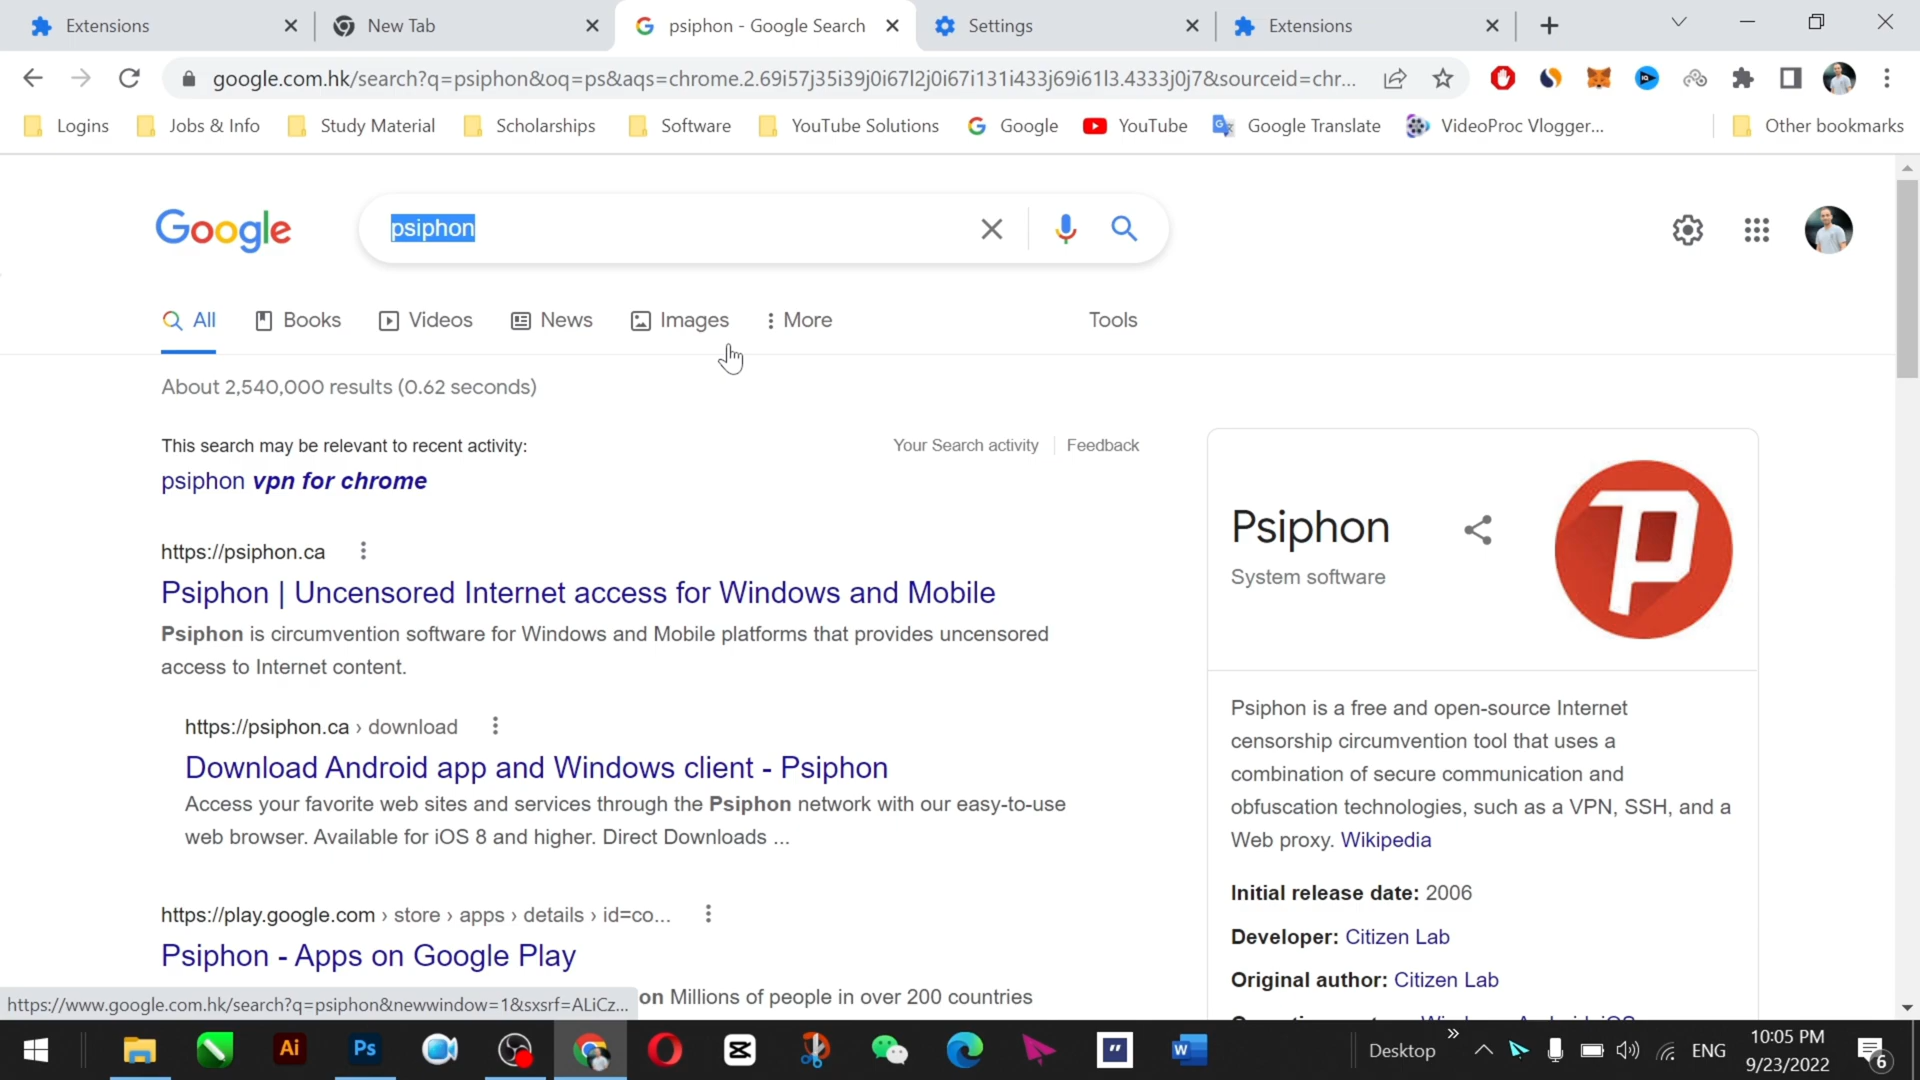 Extensions
New Tab
psiphon - Google Search
Settings
Extensions
google.com.hk/search?q=psiphon&oq=ps&aqs=chrome.2.69i57j35i39j0i67l2j0i67i131i433j69i61l3.4333j0j7&sourceid=chr...
Logins
Jobs & Info
Study Material
Scholarships
Software
YouTube Solutions
Google
YouTube
Google Translate
VideoProc Vlogger...
Other bookmarks
Google
psiphon
All
Books
Videos
News
Images
More
Tools
About 2,540,000 results (0.62 seconds)
This search may be relevant to recent activity:
Your Search activity
Feedback
psiphon vpn for chrome
https://psiphon.ca
Psiphon | Uncensored Internet access for Windows and Mobile
Psiphon is circumvention software for Windows and Mobile platforms that provides uncensored
access to Internet content.
https://psiphon.ca › download
Download Android app and Windows client - Psiphon
Access your favorite web sites and services through the Psiphon network with our easy-to-use
web browser. Available for iOS 8 and higher. Direct Downloads ...
https://play.google.com › store › apps › details › id=co...
Psiphon - Apps on Google Play
on Millions of people in over 200 countries
Psiphon
System software
P
Psiphon is a free and open-source Internet
censorship circumvention tool that uses a
combination of secure communication and
obfuscation technologies, such as a VPN, SSH, and a
Web proxy. Wikipedia
Initial release date: 2006
Developer: Citizen Lab
Original author: Citizen Lab
https://www.google.com.hk/search?q=psiphon&newwindow=1&sxsrf=ALiCz...
Ai
Ps
W
Desktop
ENG
10:05 PM
9/23/2022
6